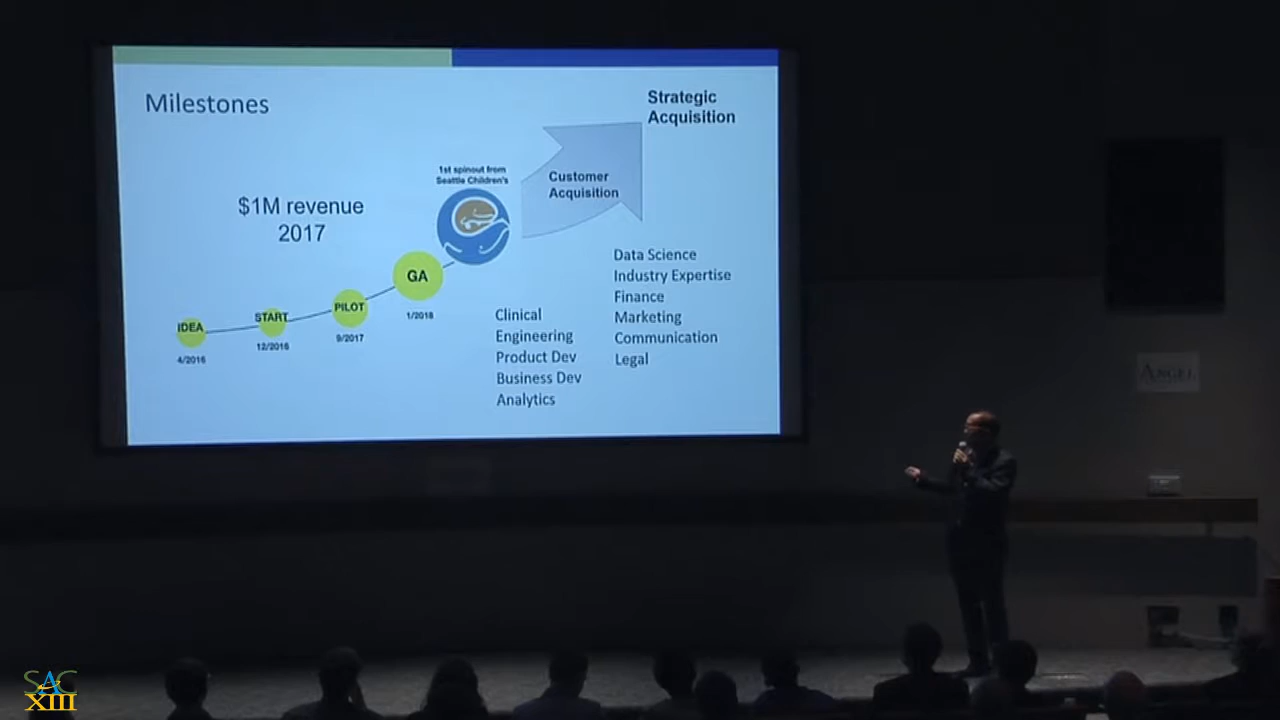 Milestones
Strategic
Acquisition
1st spinout from
Seattle Children's
Customer
Acquisition
$1M revenue
2017
GA
PILOT
START
IDEA
1/2018
9/2017
12/2016
4/2016
Clinical
Engineering
Product Dev
Business Dev
Analytics
Data Science
Industry Expertise
Finance
Marketing
Communication
Legal
ANGEL
SAC
XIII